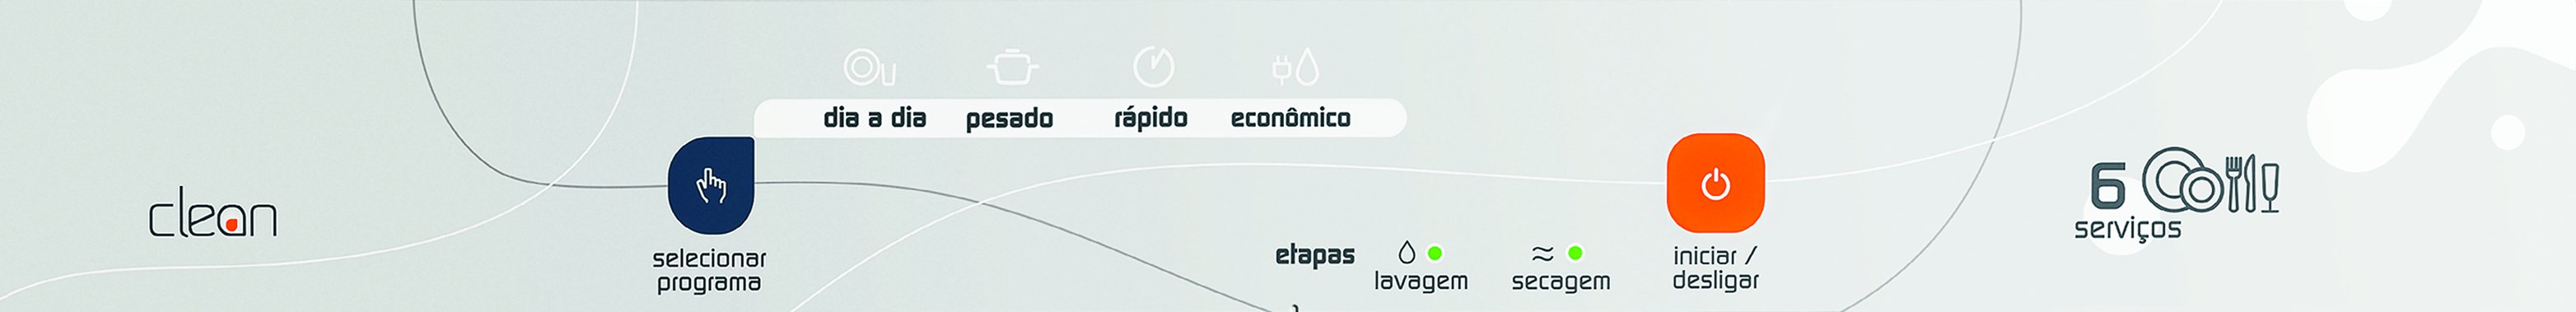 dia a dia pesado rápido econômico
clean
selecionar
programa
etapas
lavagem
secagem
iniciar /
desligar
6
serviços